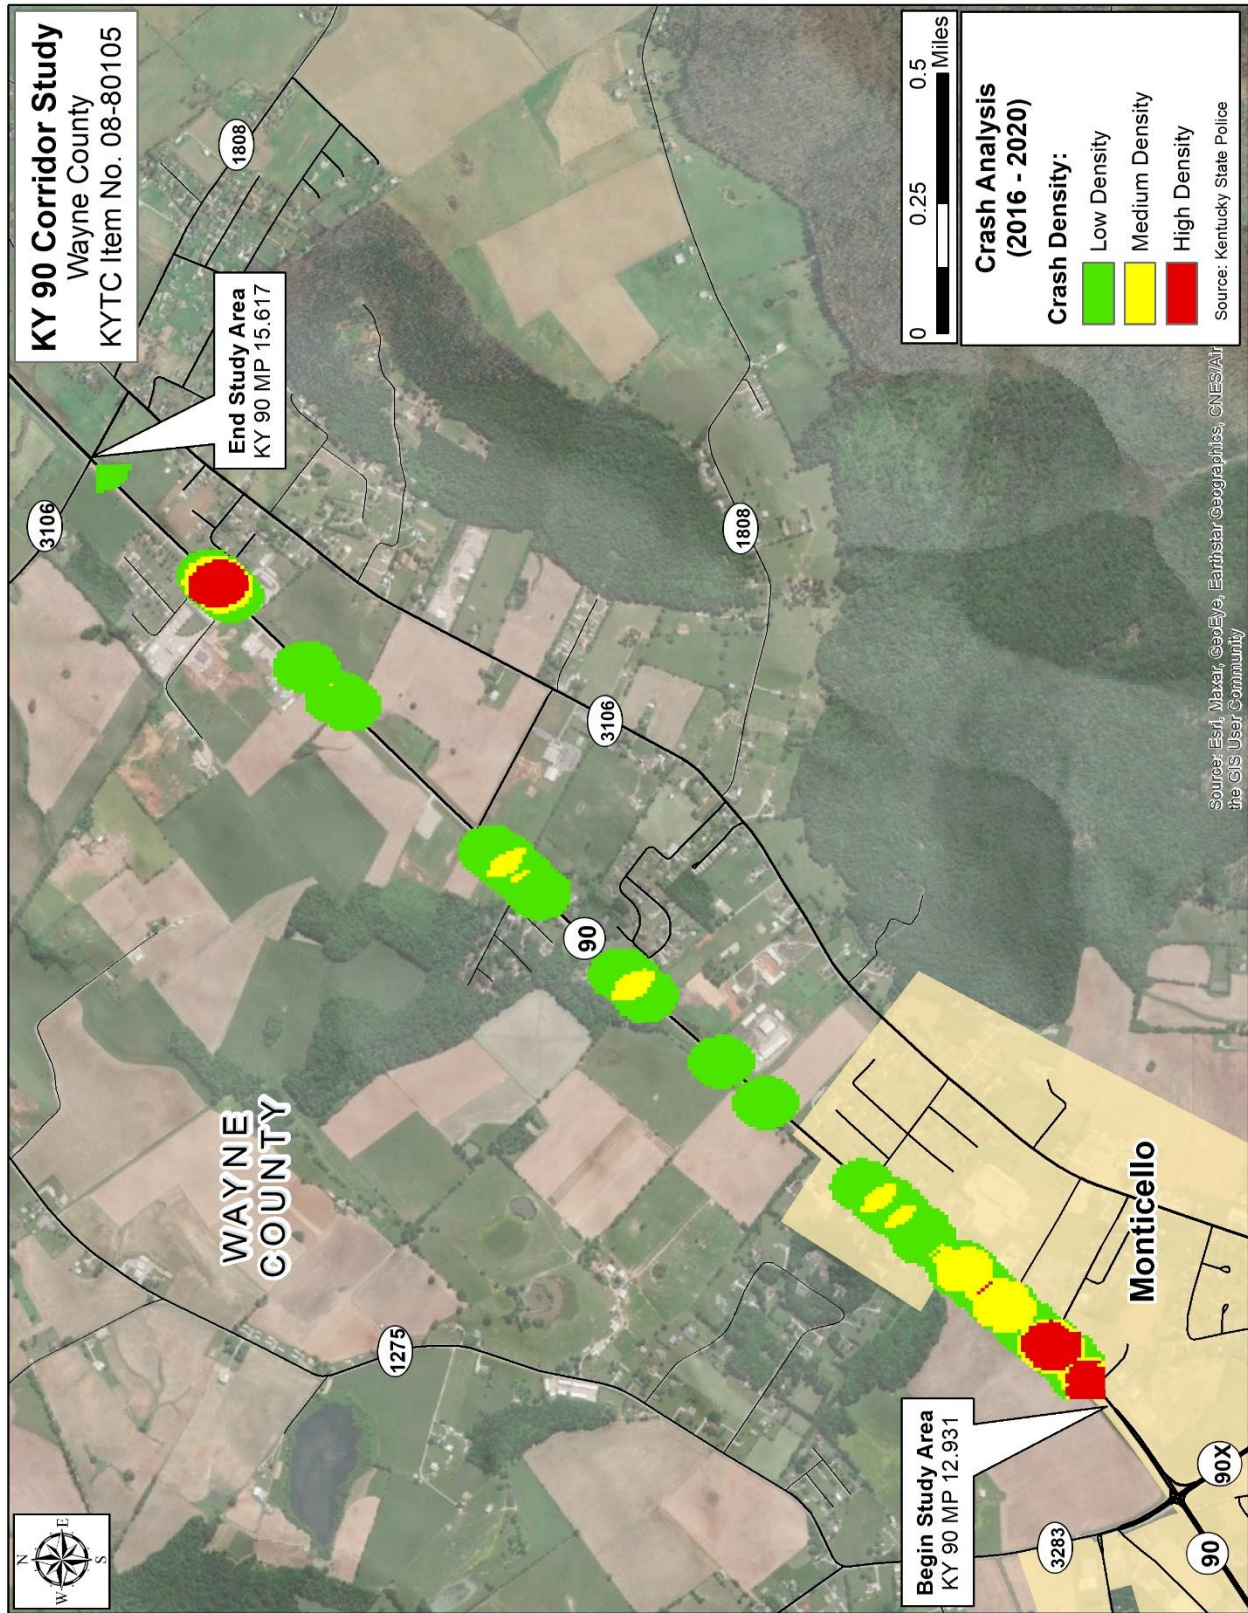 KY 90 Corridor Study
Wayne County
KYTC Item No. 08-80105
1808
End Study Area
KY 90 MP 15.617
3106
1808
3106
90
WAYNE
COUNTY
1275
Monticello
Begin Study Area
KY 90 MP 12.931
3283
90
90X
N
W
E
S
0
0.25
0.5
Miles
Crash Analysis
(2016 - 2020)
Crash Density:
Low Density
Medium Density
High Density
Source: Kentucky State Police
Source: Esri, Maxar, GeoEye, Earthstar Geographics, CNES/Air
the GIS User Community